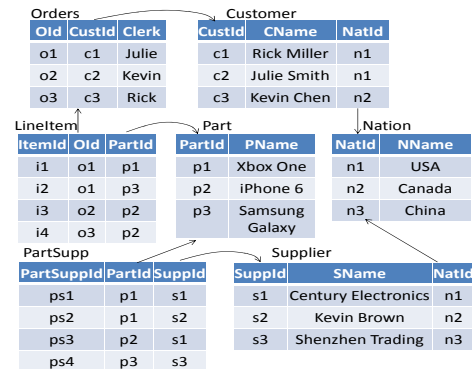 Orders
OId CustId Clerk
o1 c1 Julie
o2 c2 Kevin
o3 c3 Rick
Customer
CustId CName NatId
c1 Rick Miller n1
c2 Julie Smith n1
c3 Kevin Chen n2
LineItem
ItemId OId PartId
i1 o1 p1
i2 o1 p3
i3 o2 p2
i4 o3 p2
Part
PartId PName
p1 Xbox One
p2 iPhone 6
p3 Samsung
Galaxy
Nation
NatId NName
n1 USA
n2 Canada
n3 China
PartSupp
PartSuppId PartId SuppId
ps1 p1 s1
ps2 p1 s2
ps3 p2 s1
ps4 p3 s3
Supplier
SuppId SName NatId
s1 Century Electronics n1
s2 Kevin Brown n2
s3 Shenzhen Trading n3